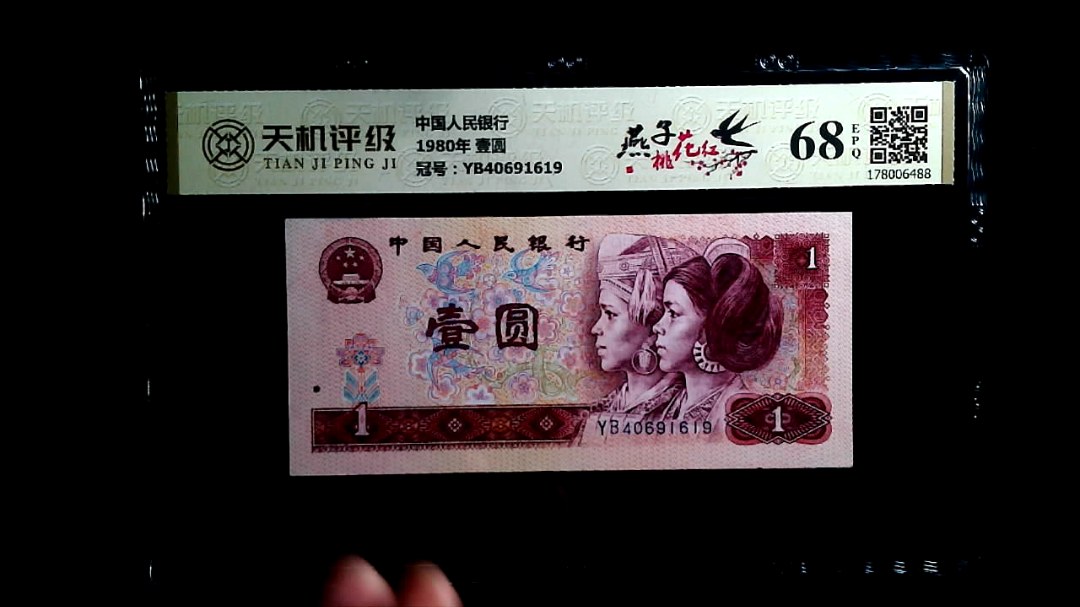 天机评级
TIAN JI PING JI
中国人民银行
1980年 壹圆
冠号：YB40691619
燕子
桃花红
68
EPQ
178006488
中国人民银行
1
壹圆
1
YB40691619
1